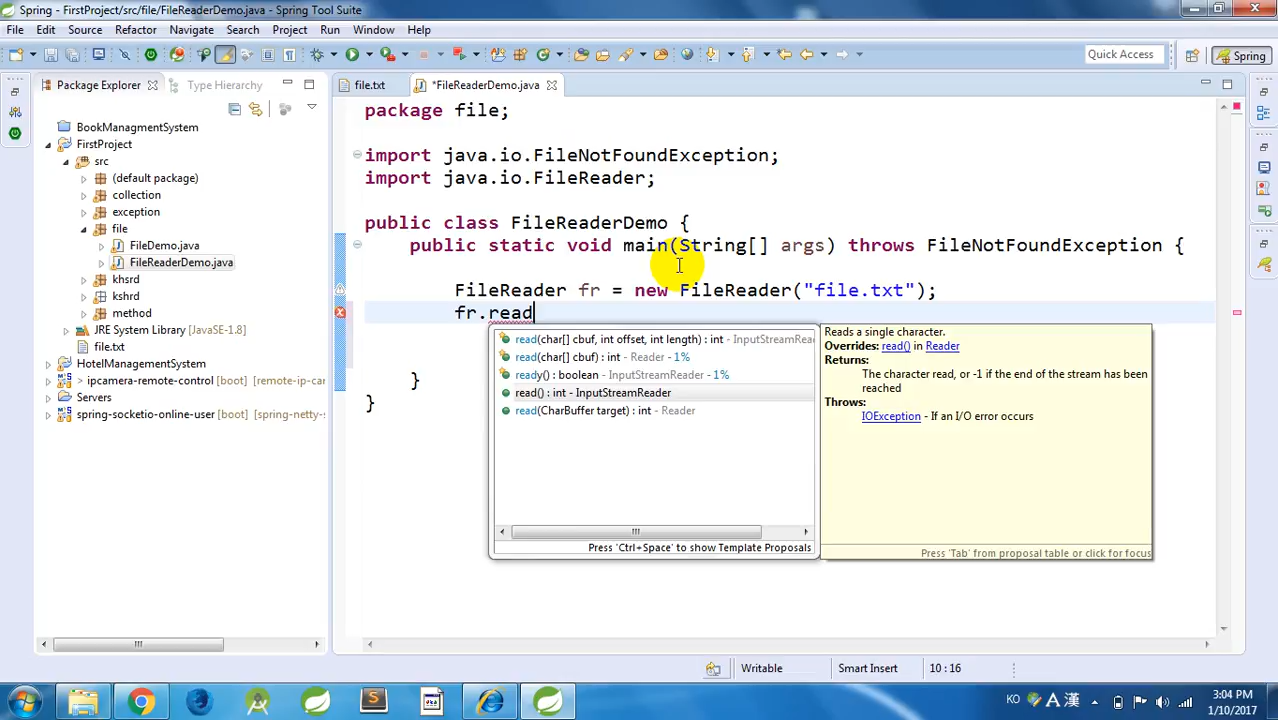 Spring - FirstProject/src/file/FileReaderDemo.java - Spring Tool Suite
File Edit Source Refactor Navigate Search Project Run Window Help
Quick Access
Spring
Package Explorer
Type Hierarchy
file.txt
*FileReaderDemo.java
BookManagmentSystem
FirstProject
src
(default package)
collection
exception
file
FileDemo.java
FileReaderDemo.java
khsrd
kshrd
method
JRE System Library [JavaSE-1.8]
file.txt
HotelManagementSystem
> ipcamera-remote-control [boot] [remote-ip-car
Servers
spring-socketio-online-user [boot] [spring-netty-
package file;
import java.io.FileNotFoundException;
import java.io.FileReader;
public class FileReaderDemo {
public static void main(String[] args) throws FileNotFoundException {
FileReader fr = new FileReader("file.txt");
fr.read
}
}
read(char[] cbuf, int offset, int length) : int - InputStreamRead
read(char[] cbuf) : int - Reader - 1%
ready() : boolean - InputStreamReader - 1%
read() : int - InputStreamReader
read(CharBuffer target) : int - Reader
Press 'Ctrl+Space' to show Template Proposals
Reads a single character.
Overrides: read() in Reader
Returns:
The character read, or -1 if the end of the stream has been
reached
Throws:
IOException - If an I/O error occurs
Press 'Tab' from proposal table or click for focus
Writable
Smart Insert
10 : 16
KO
A 漢
3:04 PM
1/10/2017